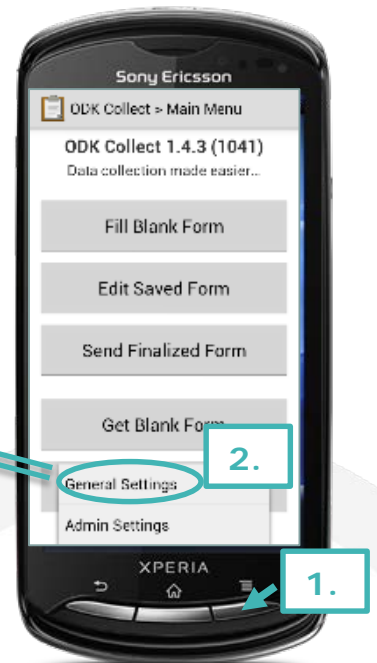 Sony Ericsson
ODK Collect > Main Menu
ODK Collect 1.4.3 (1041)
Data collection made easier...
Fill Blank Form
Edit Saved Form
Send Finalized Form
Get Blank Form
2.
General Settings
Admin Settings
XPERIA
1.